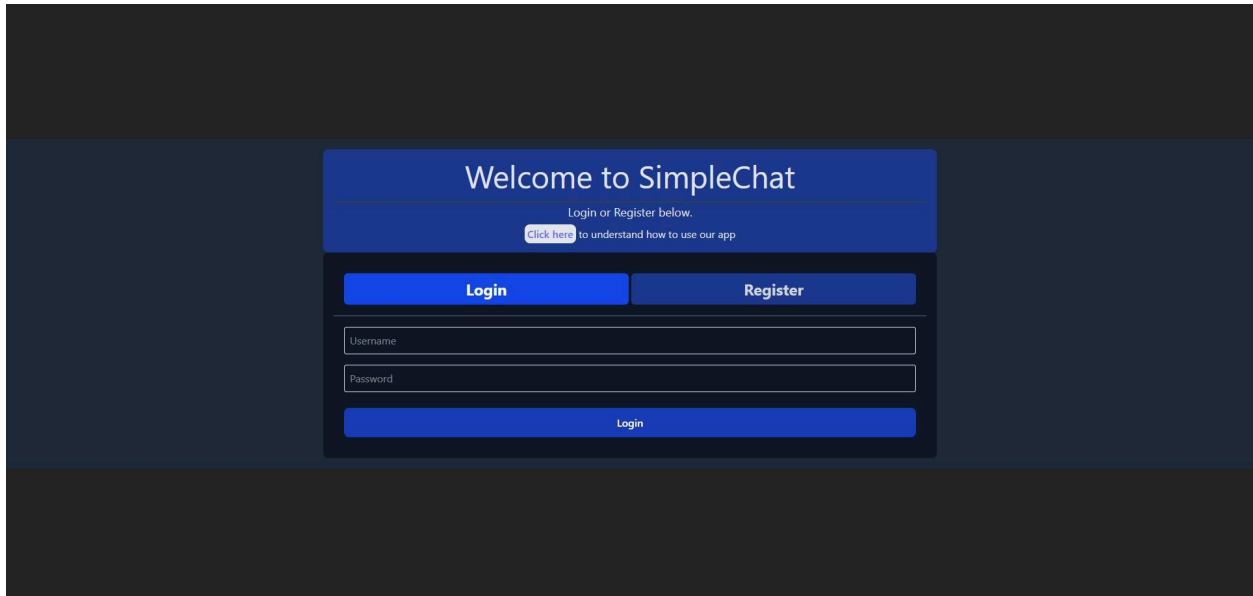 Welcome to SimpleChat
Login or Register below.
Click here to understand how to use our app
Login Register
Username
Password
Login